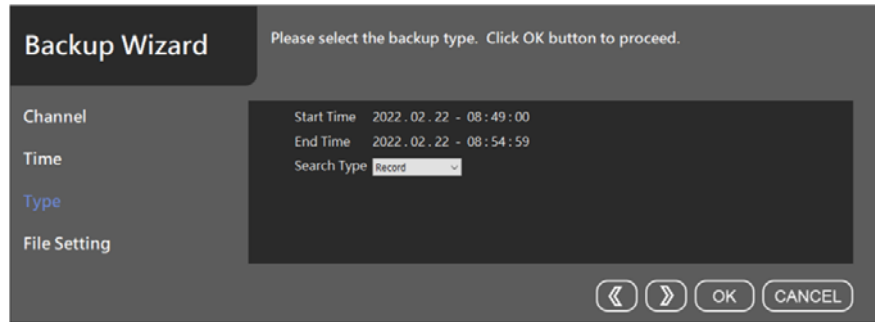 Backup Wizard
Please select the backup type. Click OK button to proceed.
Channel
Time
Type
File Setting
Start Time 2022.02.22 - 08:49:00
End Time 2022.02.22 - 08:54:59
Search Type Record
OK
CANCEL